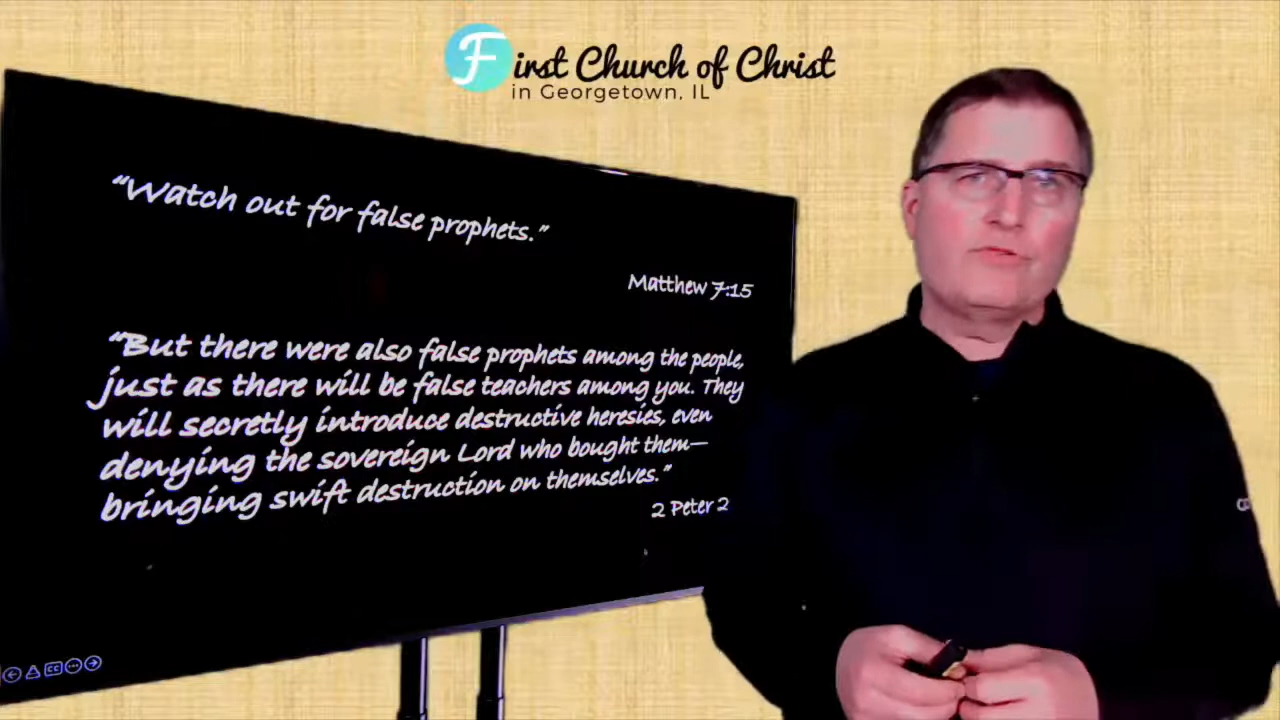 First Church of Christ
in Georgetown, IL
“Watch out for false prophets.”
Matthew 7:15
“But there were also false prophets among the people,
just as there will be false teachers among you. They
will secretly introduce destructive heresies, even
denying the sovereign Lord who bought them—
bringing swift destruction on themselves.”
2 Peter 2
CC